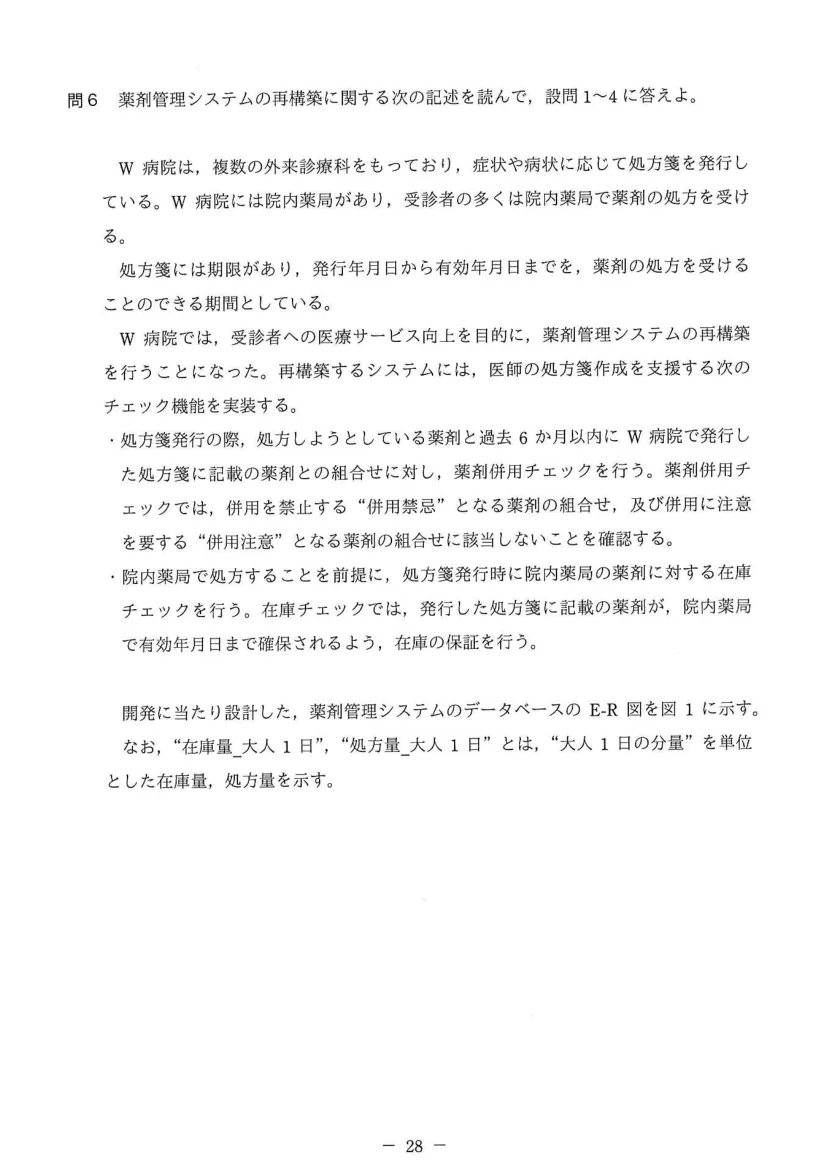 問6 薬剤管理システムの再構築に関する次の記述を読んで，設問1～4に答えよ。
W 病院は，複数の外来診療科をもっており，症状や病状に応じて処方箋を発行し
ている。W 病院には院内薬局があり，受診者の多くは院内薬局で薬剤の処方を受け
る。
処方箋には期限があり，発行年月日から有効年月日までを，薬剤の処方を受ける
ことのできる期間としている。
W 病院では，受診者への医療サービス向上を目的に，薬剤管理システムの再構築
を行うことになった。再構築するシステムには，医師の処方箋作成を支援する次の
チェック機能を実装する。
・処方箋発行の際，処方しようとしている薬剤と過去 6 か月以内に W 病院で発行し
た処方箋に記載の薬剤との組合せに対し，薬剤併用チェックを行う。薬剤併用チ
ェックでは，併用を禁止する“併用禁忌”となる薬剤の組合せ，及び併用に注意
を要する“併用注意”となる薬剤の組合せに該当しないことを確認する。
・院内薬局で処方することを前提に，処方箋発行時に院内薬局の薬剤に対する在庫
チェックを行う。在庫チェックでは，発行した処方箋に記載の薬剤が，院内薬局
で有効年月日まで確保されるよう，在庫の保証を行う。
開発に当たり設計した，薬剤管理システムのデータベースの E-R 図を図 1 に示す。
なお，“在庫量_大人 1 日”，“処方量_大人 1 日”とは，“大人 1 日の分量”を単位
とした在庫量，処方量を示す。
－ 28 －